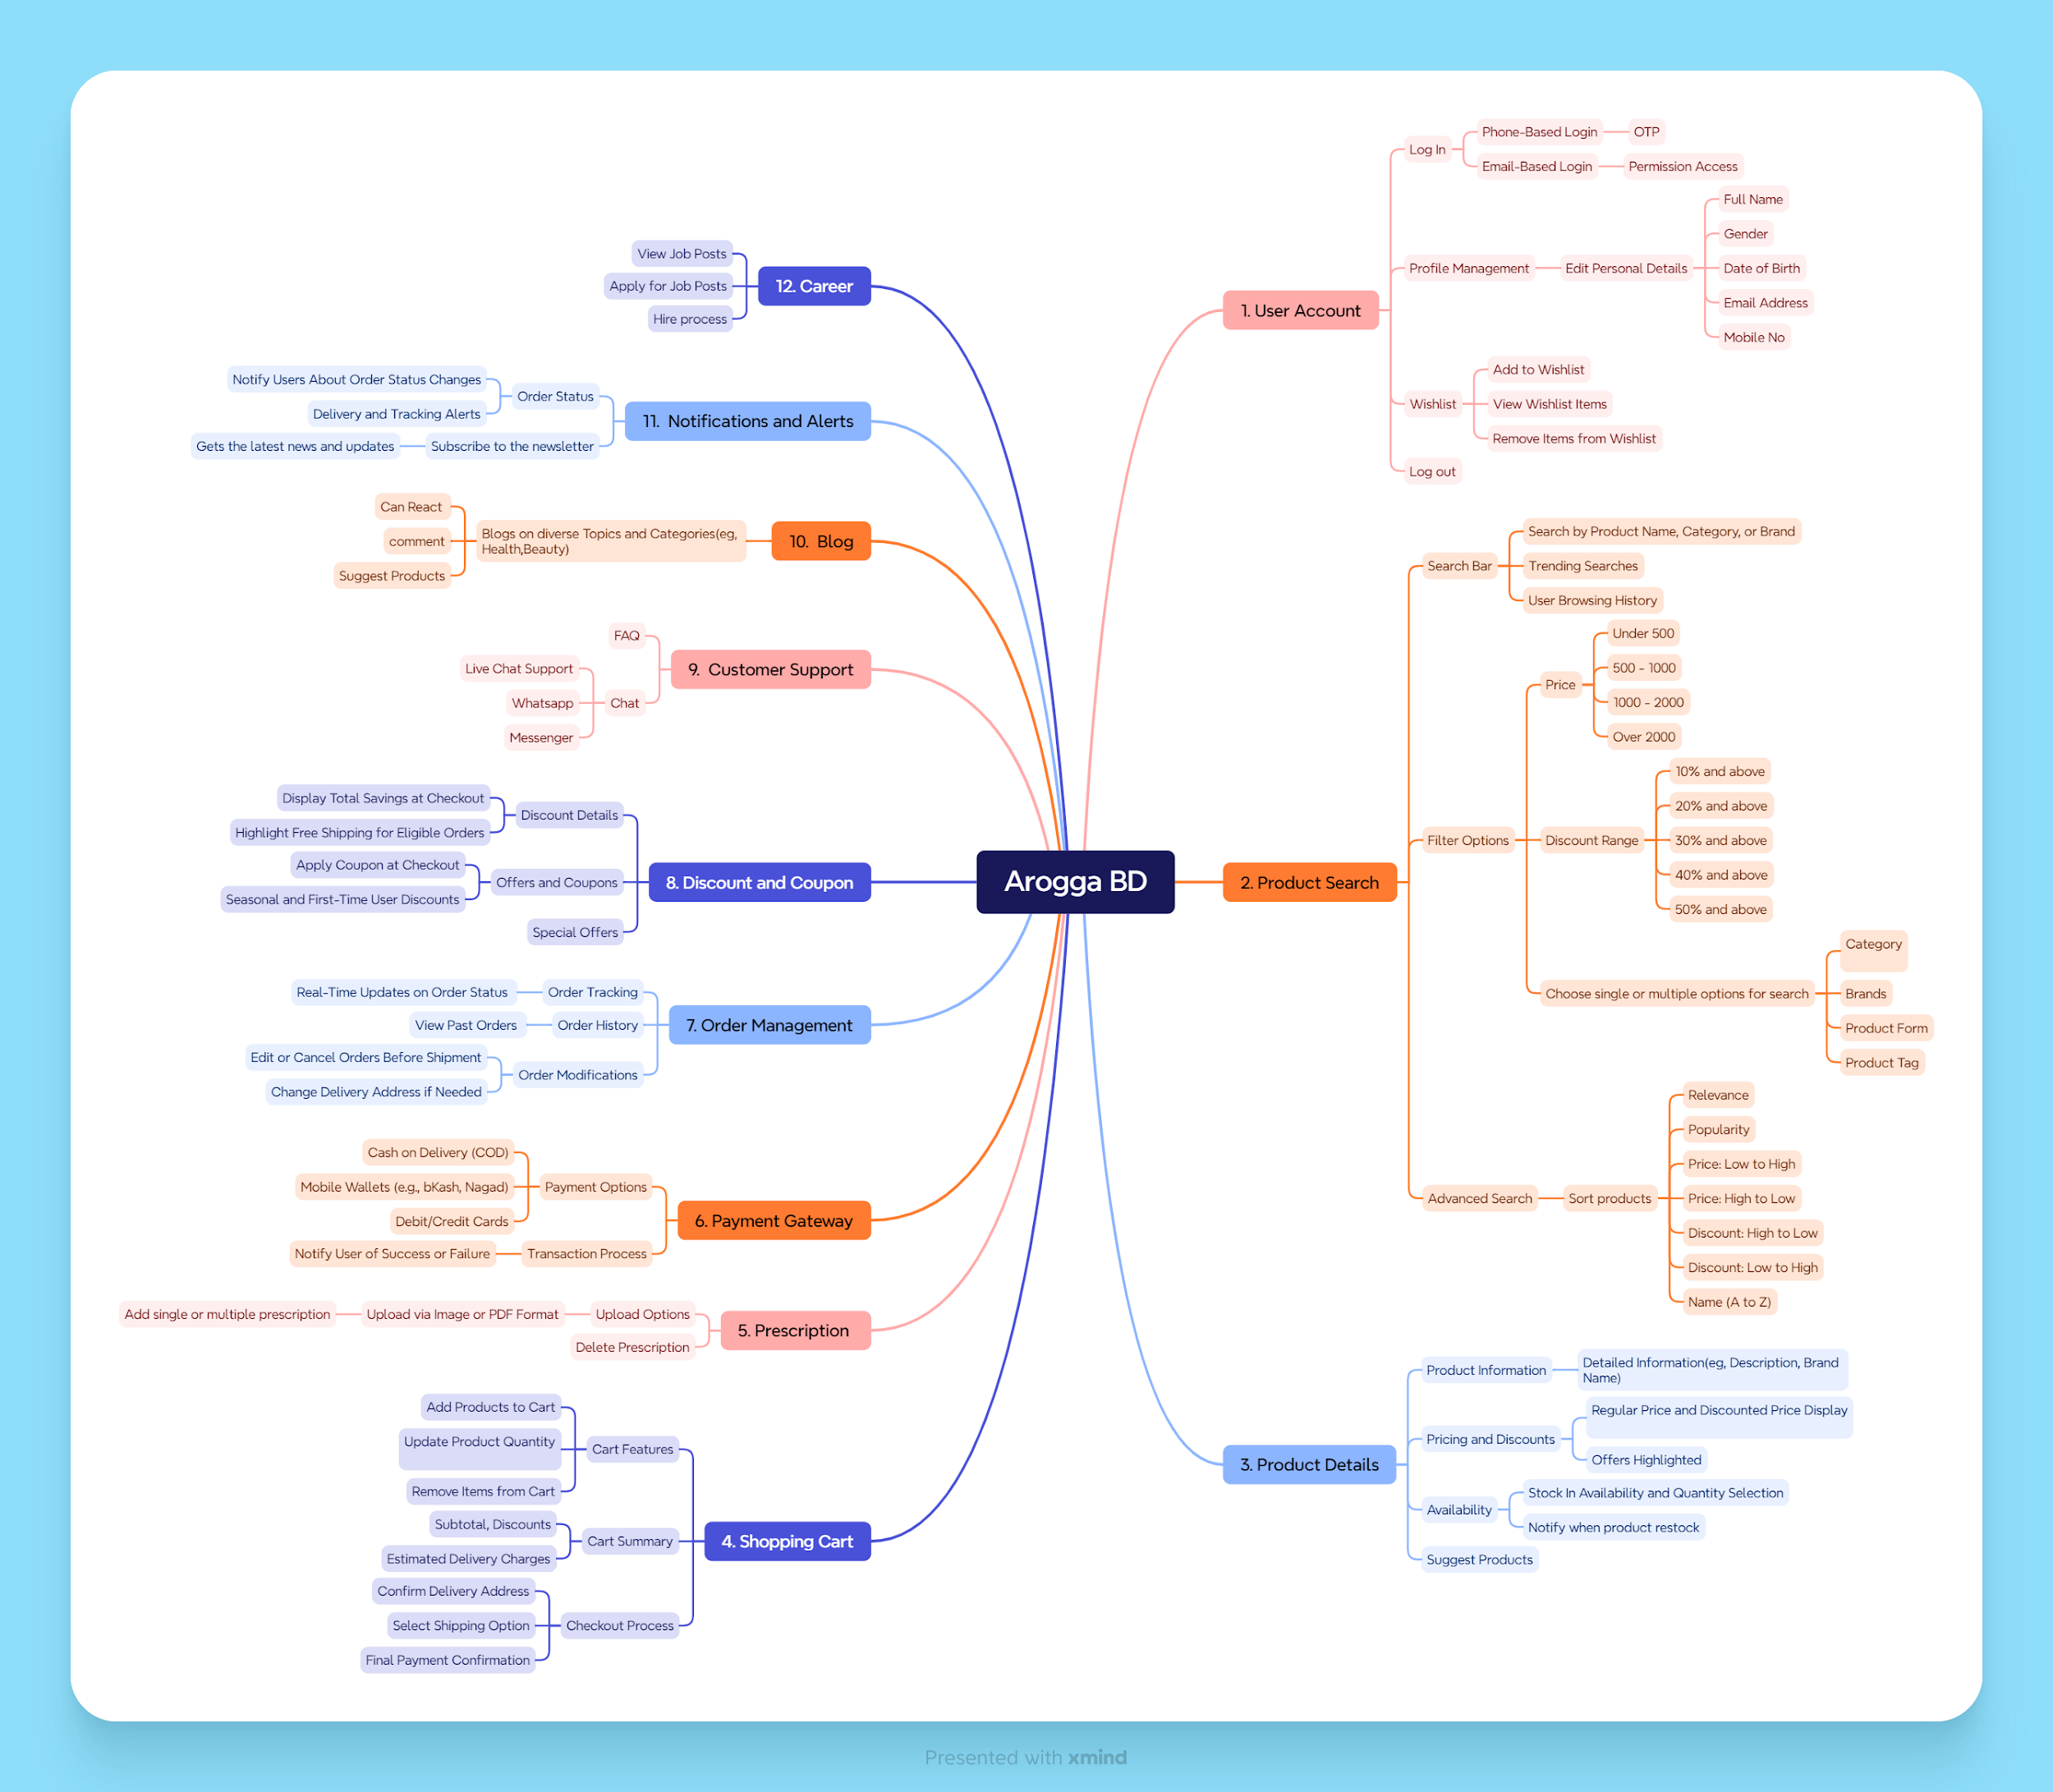 Arogga BD
1. User Account
Log In
Phone-Based Login
OTP
Email-Based Login
Permission Access
Profile Management
Edit Personal Details
Full Name
Gender
Date of Birth
Email Address
Mobile No
Wishlist
Add to Wishlist
View Wishlist Items
Remove Items from Wishlist
Log out
2. Product Search
Search Bar
Search by Product Name, Category, or Brand
Trending Searches
User Browsing History
Filter Options
Price
Under 500
500 - 1000
1000 - 2000
Over 2000
Discount Range
10% and above
20% and above
30% and above
40% and above
50% and above
Choose single or multiple options for search
Category
Brands
Product Form
Product Tag
Advanced Search
Sort products
Relevance
Popularity
Price: Low to High
Price: High to Low
Discount: High to Low
Discount: Low to High
Name (A to Z)
3. Product Details
Product Information
Detailed Information(eg, Description, Brand
Name)
Pricing and Discounts
Regular Price and Discounted Price Display
Offers Highlighted
Availability
Stock In Availability and Quantity Selection
Notify when product restock
Suggest Products
4. Shopping Cart
Cart Features
Add Products to Cart
Update Product Quantity
Remove Items from Cart
Cart Summary
Subtotal, Discounts
Estimated Delivery Charges
Checkout Process
Confirm Delivery Address
Select Shipping Option
Final Payment Confirmation
5. Prescription
Upload Options
Upload via Image or PDF Format
Add single or multiple prescription
Delete Prescription
6. Payment Gateway
Payment Options
Cash on Delivery (COD)
Mobile Wallets (e.g., bKash, Nagad)
Debit/Credit Cards
Transaction Process
Notify User of Success or Failure
7. Order Management
Order Tracking
Real-Time Updates on Order Status
Order History
View Past Orders
Order Modifications
Edit or Cancel Orders Before Shipment
Change Delivery Address if Needed
8. Discount and Coupon
Discount Details
Display Total Savings at Checkout
Highlight Free Shipping for Eligible Orders
Offers and Coupons
Apply Coupon at Checkout
Seasonal and First-Time User Discounts
Special Offers
9. Customer Support
FAQ
Chat
Live Chat Support
Whatsapp
Messenger
10. Blog
Blogs on diverse Topics and Categories(eg,
Health,Beauty)
Can React
comment
Suggest Products
11. Notifications and Alerts
Order Status
Notify Users About Order Status Changes
Delivery and Tracking Alerts
Subscribe to the newsletter
Gets the latest news and updates
12. Career
View Job Posts
Apply for Job Posts
Hire process
Presented with xmind